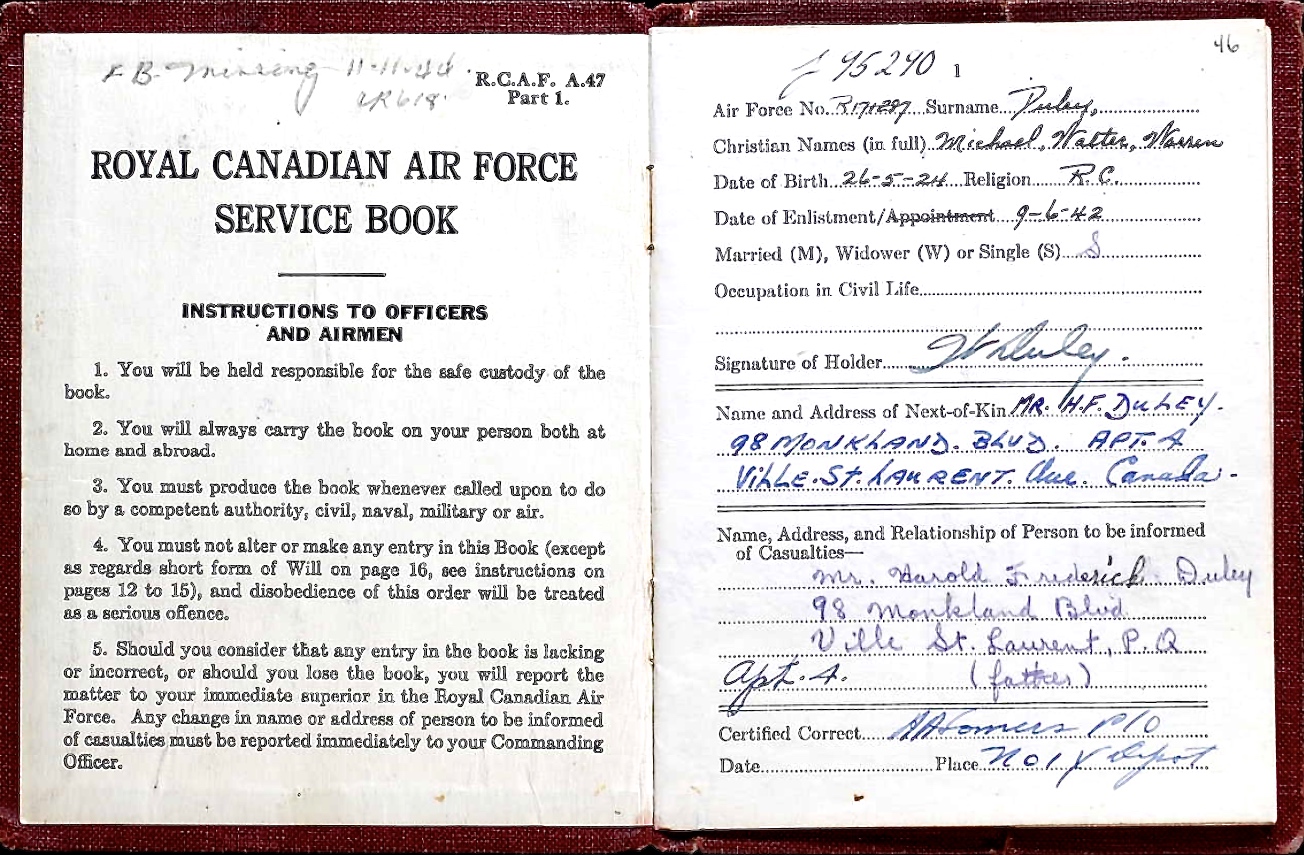 F.B. Missing 11-11-44
R.C.A.F. A.47
Part 1.
ROYAL CANADIAN AIR FORCE
SERVICE BOOK
INSTRUCTIONS TO OFFICERS
AND AIRMEN
1. You will be held responsible for the safe custody of the
book.
2. You will always carry the book on your person both at
home and abroad.
3. You must produce the book whenever called upon to do
so by a competent authority, civil, naval, military or air.
4. You must not alter or make any entry in this Book (except
as regards short form of Will on page 16, see instructions on
pages 12 to 15), and disobedience of this order will be treated
as a serious offence.
5. Should you consider that any entry in the book is lacking
or incorrect, or should you lose the book, you will report the
matter to your immediate superior in the Royal Canadian Air
Force. Any change in name or address of person to be informed
of casualties must be reported immediately to your Commanding
Officer.
46
J 95290 1
Air Force No. R171287 Surname Duley,
Christian Names (in full) Michael, Walter, Warren
Date of Birth 26-5-24 Religion R.C.
Date of Enlistment/Appointment 9-6-42
Married (M), Widower (W) or Single (S) S
Occupation in Civil Life
Signature of Holder Duley.
Name and Address of Next-of-Kin MR. H.F. DULEY.
98 MONKLAND. BLVD. APT. 4
VILLE. ST. LAURENT. Que. Canada.
Name, Address, and Relationship of Person to be informed
of Casualties—
Mr. Harold Frederick Duley
98 Monkland Blvd
Ville St. Laurent, P.Q
Apt. 4. (father)
Certified Correct P/O
Date Place No 1 Y Depot